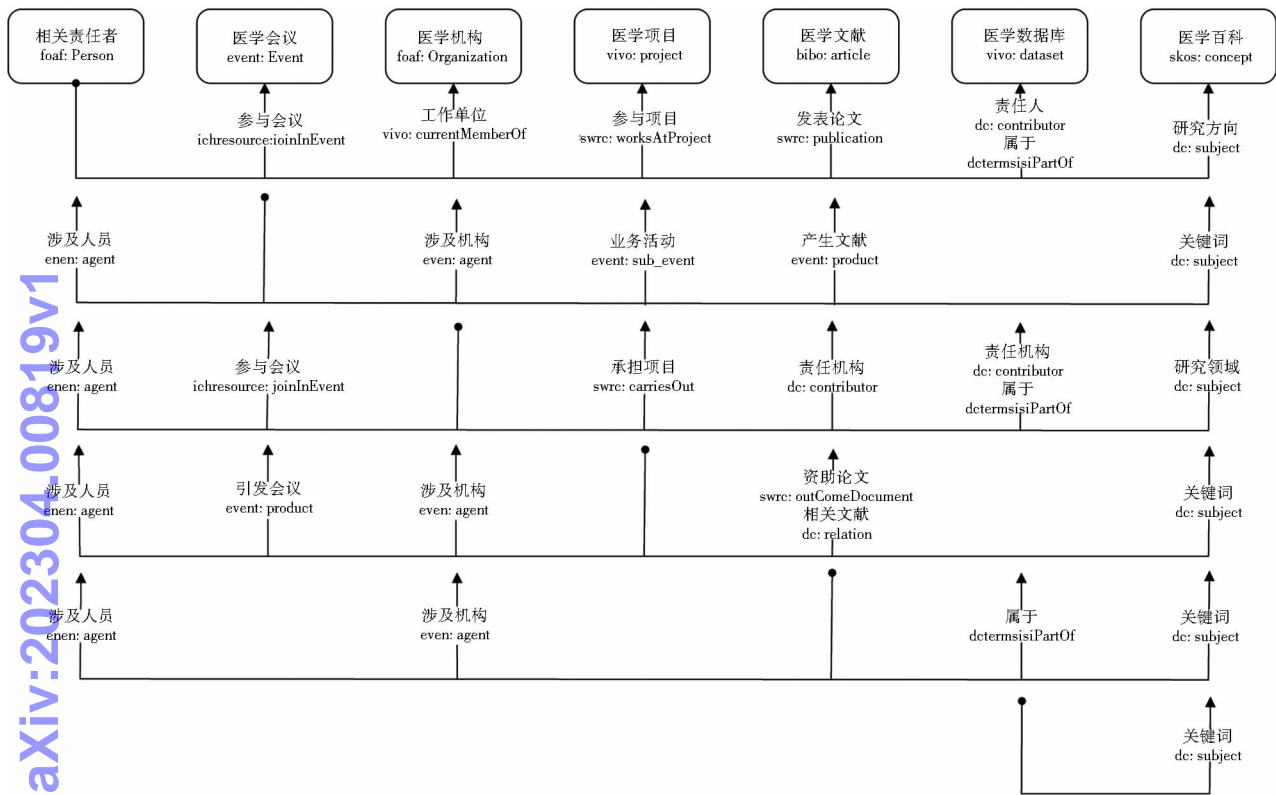 相关责任者
foaf: Person
医学会议
event: Event
医学机构
foaf: Organization
医学项目
vivo: project
医学文献
bibo: article
医学数据库
vivo: dataset
医学百科
skos: concept
参与会议
ichresource:ioinInEvent
工作单位
vivo: currentMemberOf
参与项目
swrc: worksAtProject
发表论文
swrc: publication
责任人
dc: contributor
属于
dctermsisiPartOf
研究方向
dc: subject
涉及人员
enen: agent
涉及机构
even: agent
业务活动
event: sub_event
产生文献
event: product
关键词
dc: subject
涉及人员
enen: agent
参与会议
ichresource: joinInEvent
承担项目
swrc: carriesOut
责任机构
dc: contributor
责任机构
dc: contributor
属于
dctermsisiPartOf
研究领域
dc: subject
涉及人员
enen: agent
引发会议
event: product
涉及机构
even: agent
资助论文
swrc: outComeDocument
相关文献
dc: relation
关键词
dc: subject
涉及人员
enen: agent
涉及机构
even: agent
属于
dctermsisiPartOf
关键词
dc: subject
关键词
dc: subject
aXiv:202304.00819v1